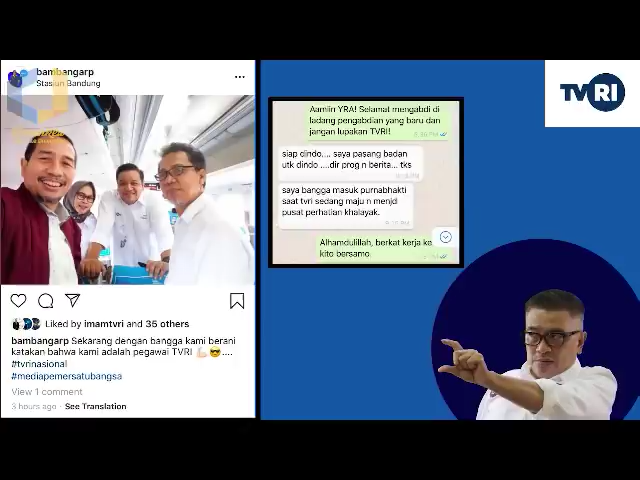 bambangarp
Stasiun Bandung
Liked by imamtvri and 35 others
bambangarp Sekarang dengan bangga kami berani
katakan bahwa kami adalah pegawai TVRI 💪🏻😎....
#tvrinasional
#mediapemersatubangsa
View 1 comment
3 hours ago · See Translation
Aamiin YRA! Selamat mengabdi di
ladang pengabdian yang baru dan
jangan lupakan TVRI!
siap dindo.... saya pasang badan
utk dindo ....dir prog n berita... tks
saya bangga masuk purnabhakti
saat tvri sedang maju n menjd
pusat perhatian khalayak.
Alhamdulillah, berkat kerja ke
kito bersamo
TVRI